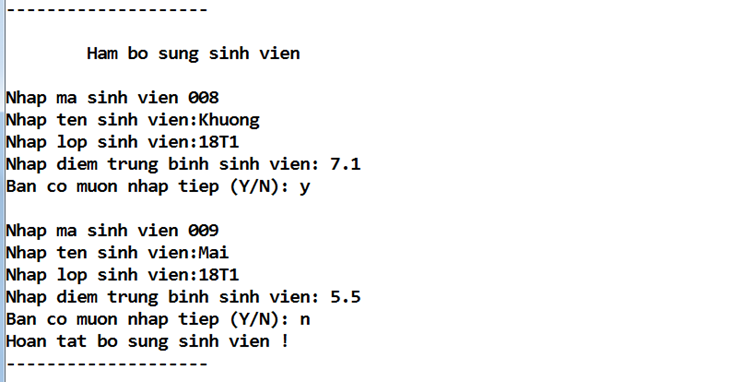 --------------------
Ham bo sung sinh vien
Nhap ma sinh vien 008
Nhap ten sinh vien:Khuong
Nhap lop sinh vien:18T1
Nhap diem trung binh sinh vien: 7.1
Ban co muon nhap tiep (Y/N): y
Nhap ma sinh vien 009
Nhap ten sinh vien:Mai
Nhap lop sinh vien:18T1
Nhap diem trung binh sinh vien: 5.5
Ban co muon nhap tiep (Y/N): n
Hoan tat bo sung sinh vien !
--------------------